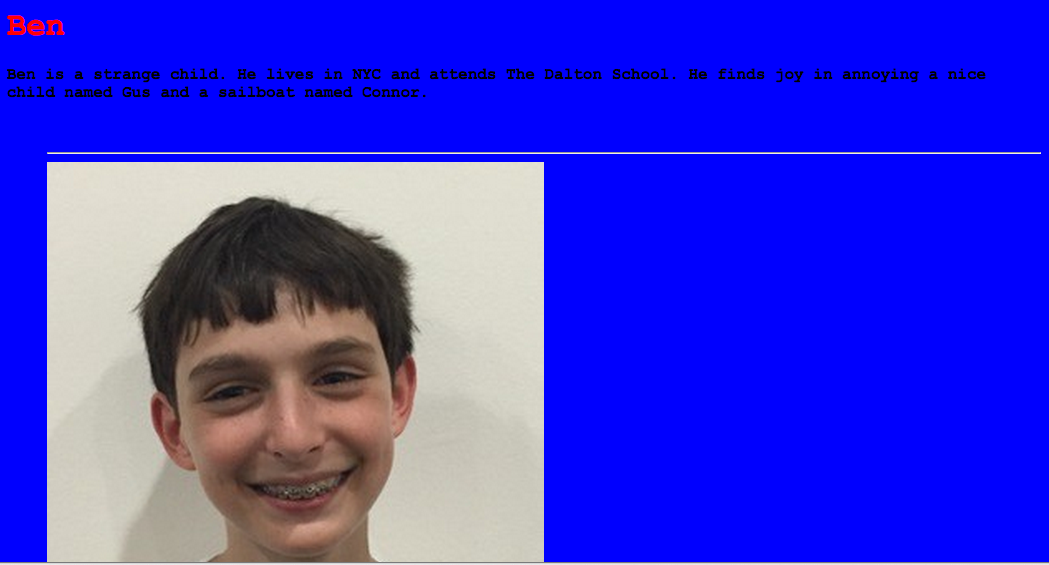 Ben
Ben is a strange child. He lives in NYC and attends The Dalton School. He finds joy in annoying a nice
child named Gus and a sailboat named Connor.